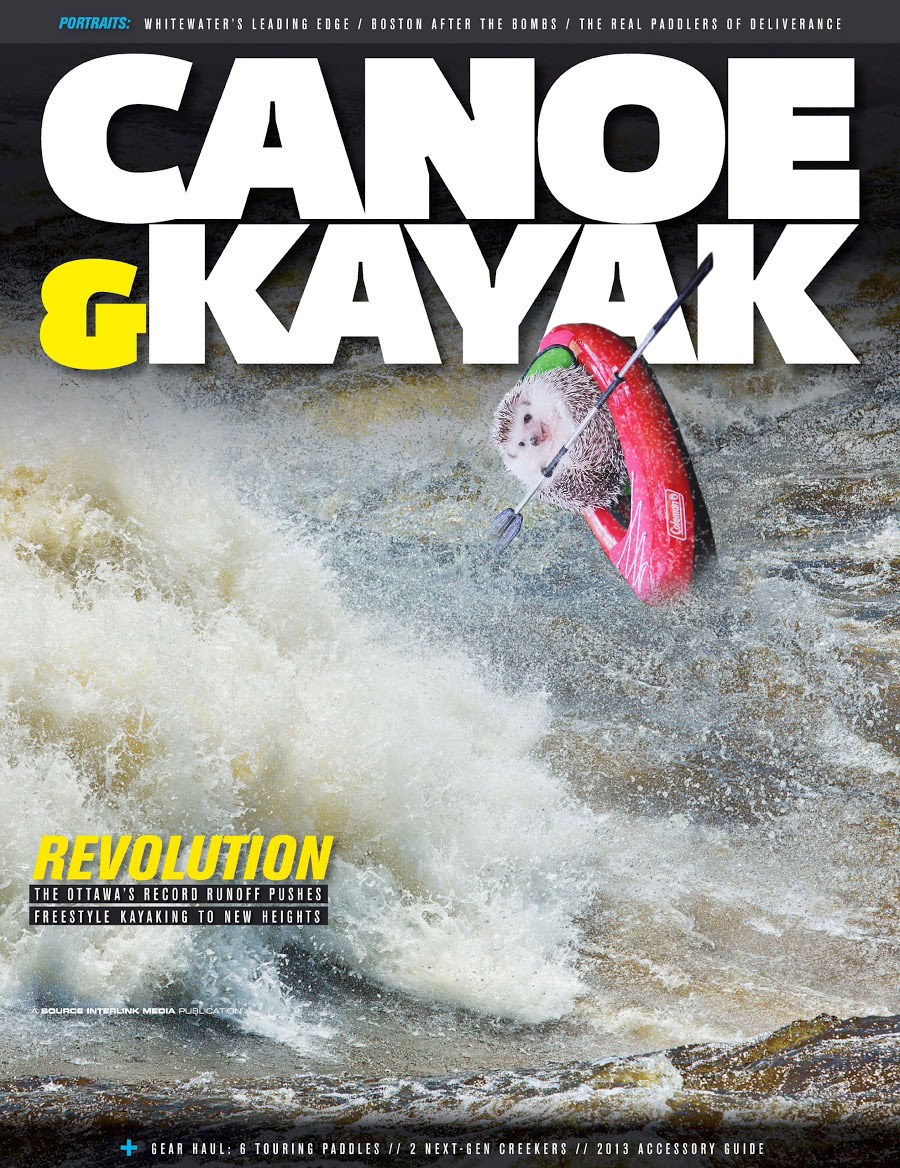 PORTRAITS: WHITEWATER'S LEADING EDGE / BOSTON AFTER THE BOMBS / THE REAL PADDLERS OF DELIVERANCE
CANOE
&KAYAK
Coleman
REVOLUTION
THE OTTAWA'S RECORD RUNOFF PUSHES
FREESTYLE KAYAKING TO NEW HEIGHTS
A SOURCE INTERLINK MEDIA PUBLICATION
+ GEAR HAUL: 6 TOURING PADDLES // 2 NEXT-GEN CREEKERS // 2013 ACCESSORY GUIDE